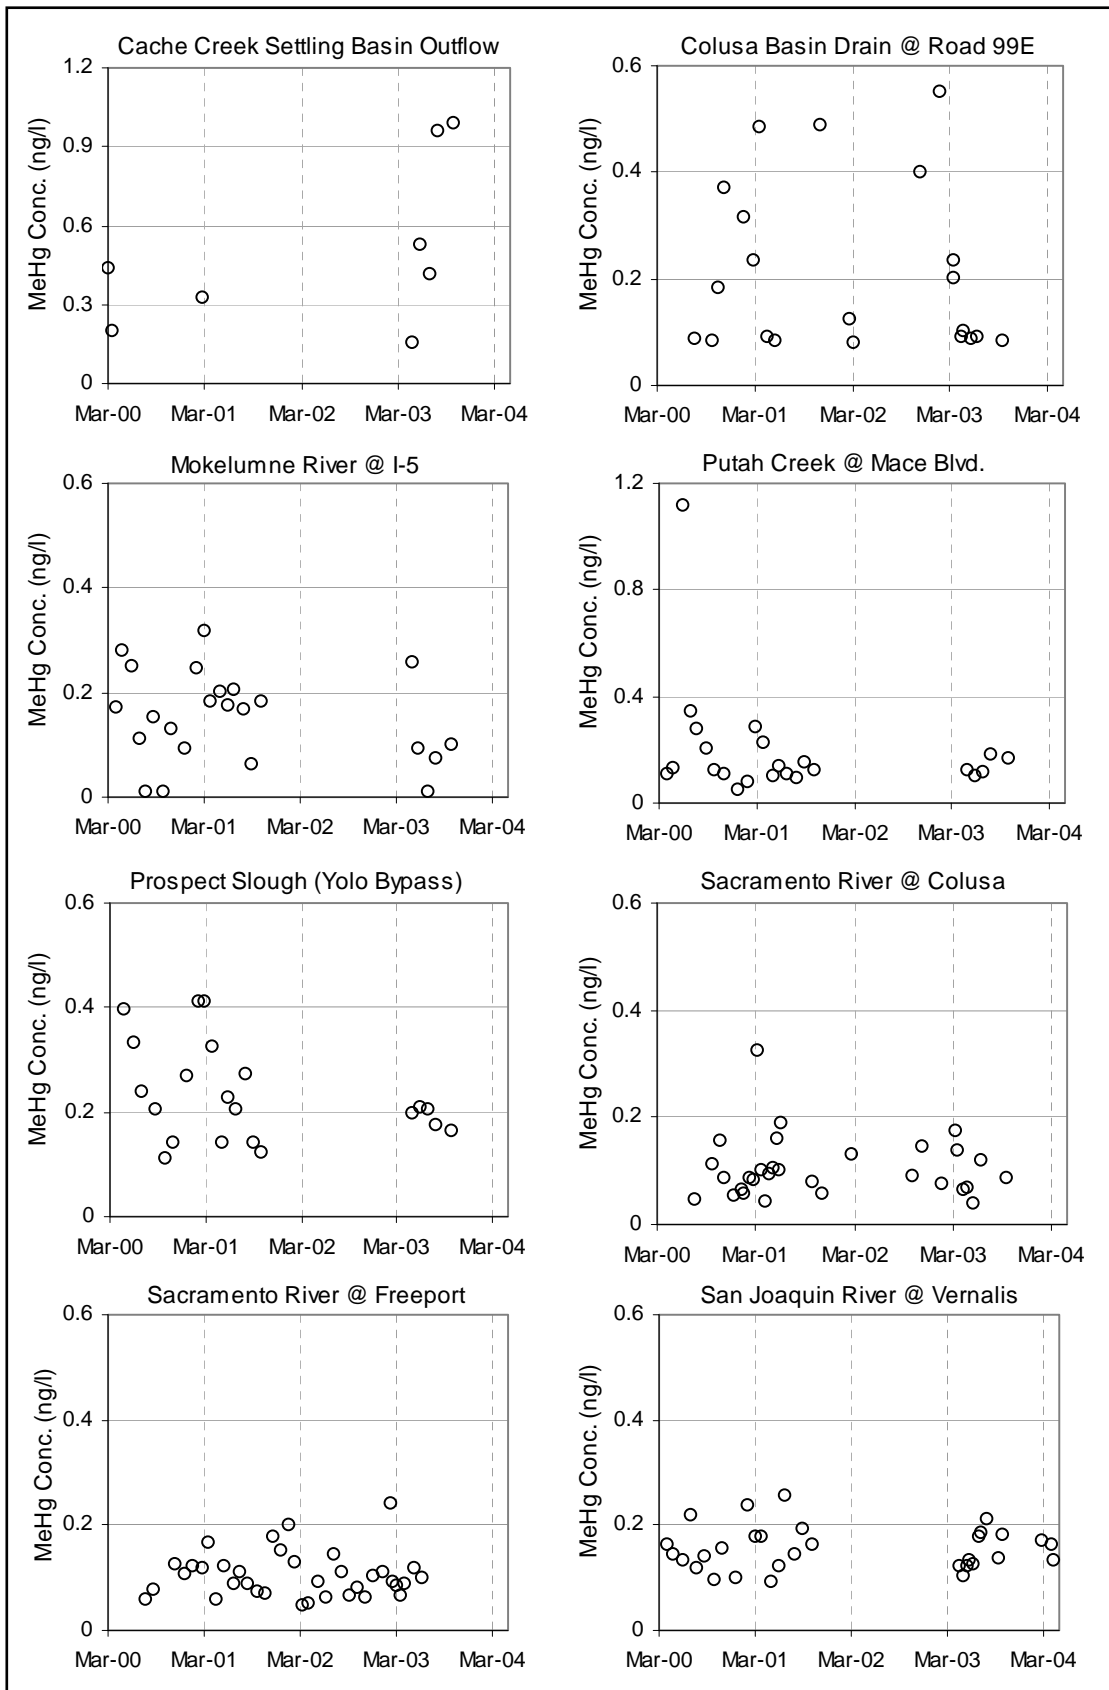 Cache Creek Settling Basin Outflow
MeHg Conc. (ng/l)
1.2
0.9
0.6
0.3
0
Mar-00 Mar-01 Mar-02 Mar-03 Mar-04
Colusa Basin Drain @ Road 99E
MeHg Conc. (ng/l)
0.6
0.4
0.2
0
Mar-00 Mar-01 Mar-02 Mar-03 Mar-04
Mokelumne River @ I-5
MeHg Conc. (ng/l)
0.6
0.4
0.2
0
Mar-00 Mar-01 Mar-02 Mar-03 Mar-04
Putah Creek @ Mace Blvd.
MeHg Conc. (ng/l)
1.2
0.8
0.4
0
Mar-00 Mar-01 Mar-02 Mar-03 Mar-04
Prospect Slough (Yolo Bypass)
MeHg Conc. (ng/l)
0.6
0.4
0.2
0
Mar-00 Mar-01 Mar-02 Mar-03 Mar-04
Sacramento River @ Colusa
MeHg Conc. (ng/l)
0.6
0.4
0.2
0
Mar-00 Mar-01 Mar-02 Mar-03 Mar-04
Sacramento River @ Freeport
MeHg Conc. (ng/l)
0.6
0.4
0.2
0
Mar-00 Mar-01 Mar-02 Mar-03 Mar-04
San Joaquin River @ Vernalis
MeHg Conc. (ng/l)
0.6
0.4
0.2
0
Mar-00 Mar-01 Mar-02 Mar-03 Mar-04